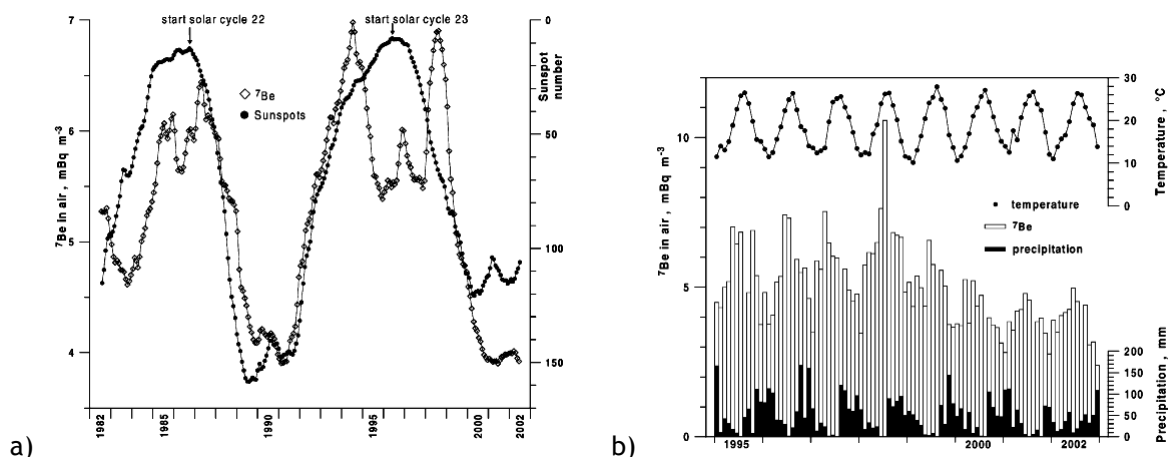 start solar cycle 22
start solar cycle 23
7
6
5
4
⁷Be in air , mBq m⁻³
⁷Be
Sunspots
0
50
100
150
Sunspot
number
1982
1985
1990
1995
2000
2002
a)
10
5
0
⁷Be in air , mBq m⁻³
30
20
10
0
Temperature , °C
temperature
⁷Be
precipitation
200
150
100
50
0
Precipitation , mm
1995
2000
2002
b)